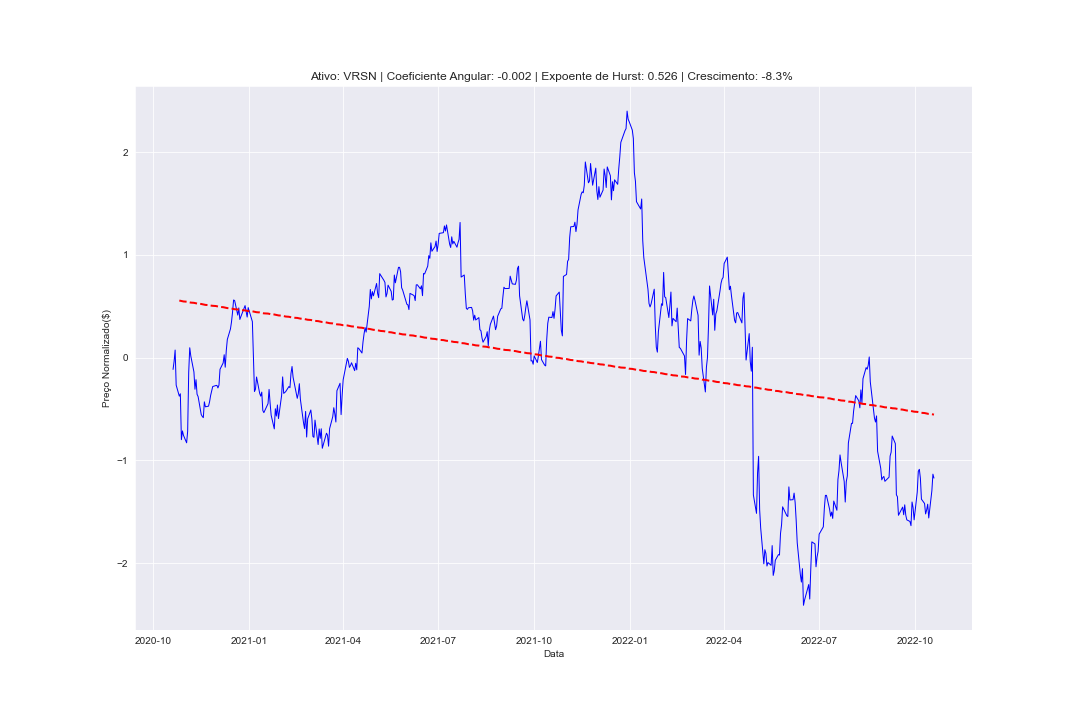 Ativo: VRSN | Coeficiente Angular: -0.002 | Expoente de Hurst: 0.526 | Crescimento: -8.3%
Preço Normalizado($)
2
1
0
−1
−2
2020-10 2021-01 2021-04 2021-07 2021-10 2022-01 2022-04 2022-07 2022-10
Data